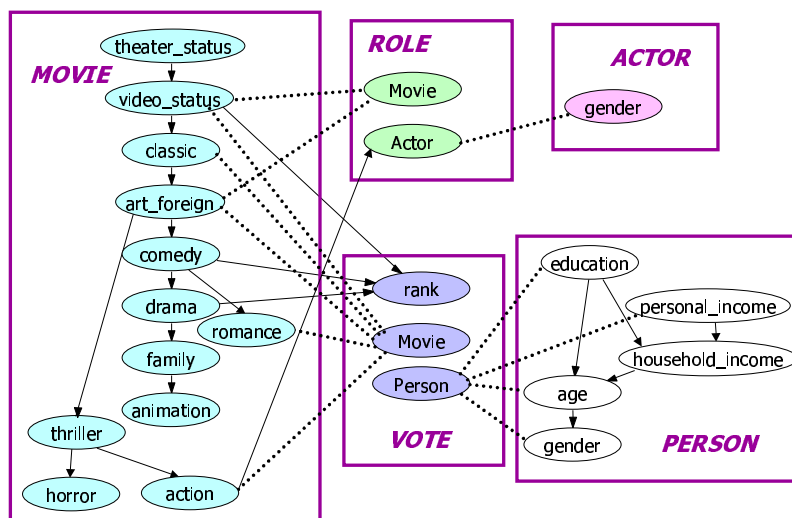 MOVIE
theater_status
video_status
classic
art_foreign
comedy
drama
romance
family
animation
thriller
horror
action
ROLE
Movie
Actor
ACTOR
gender
rank
Movie
Person
VOTE
education
personal_income
household_income
age
gender
PERSON